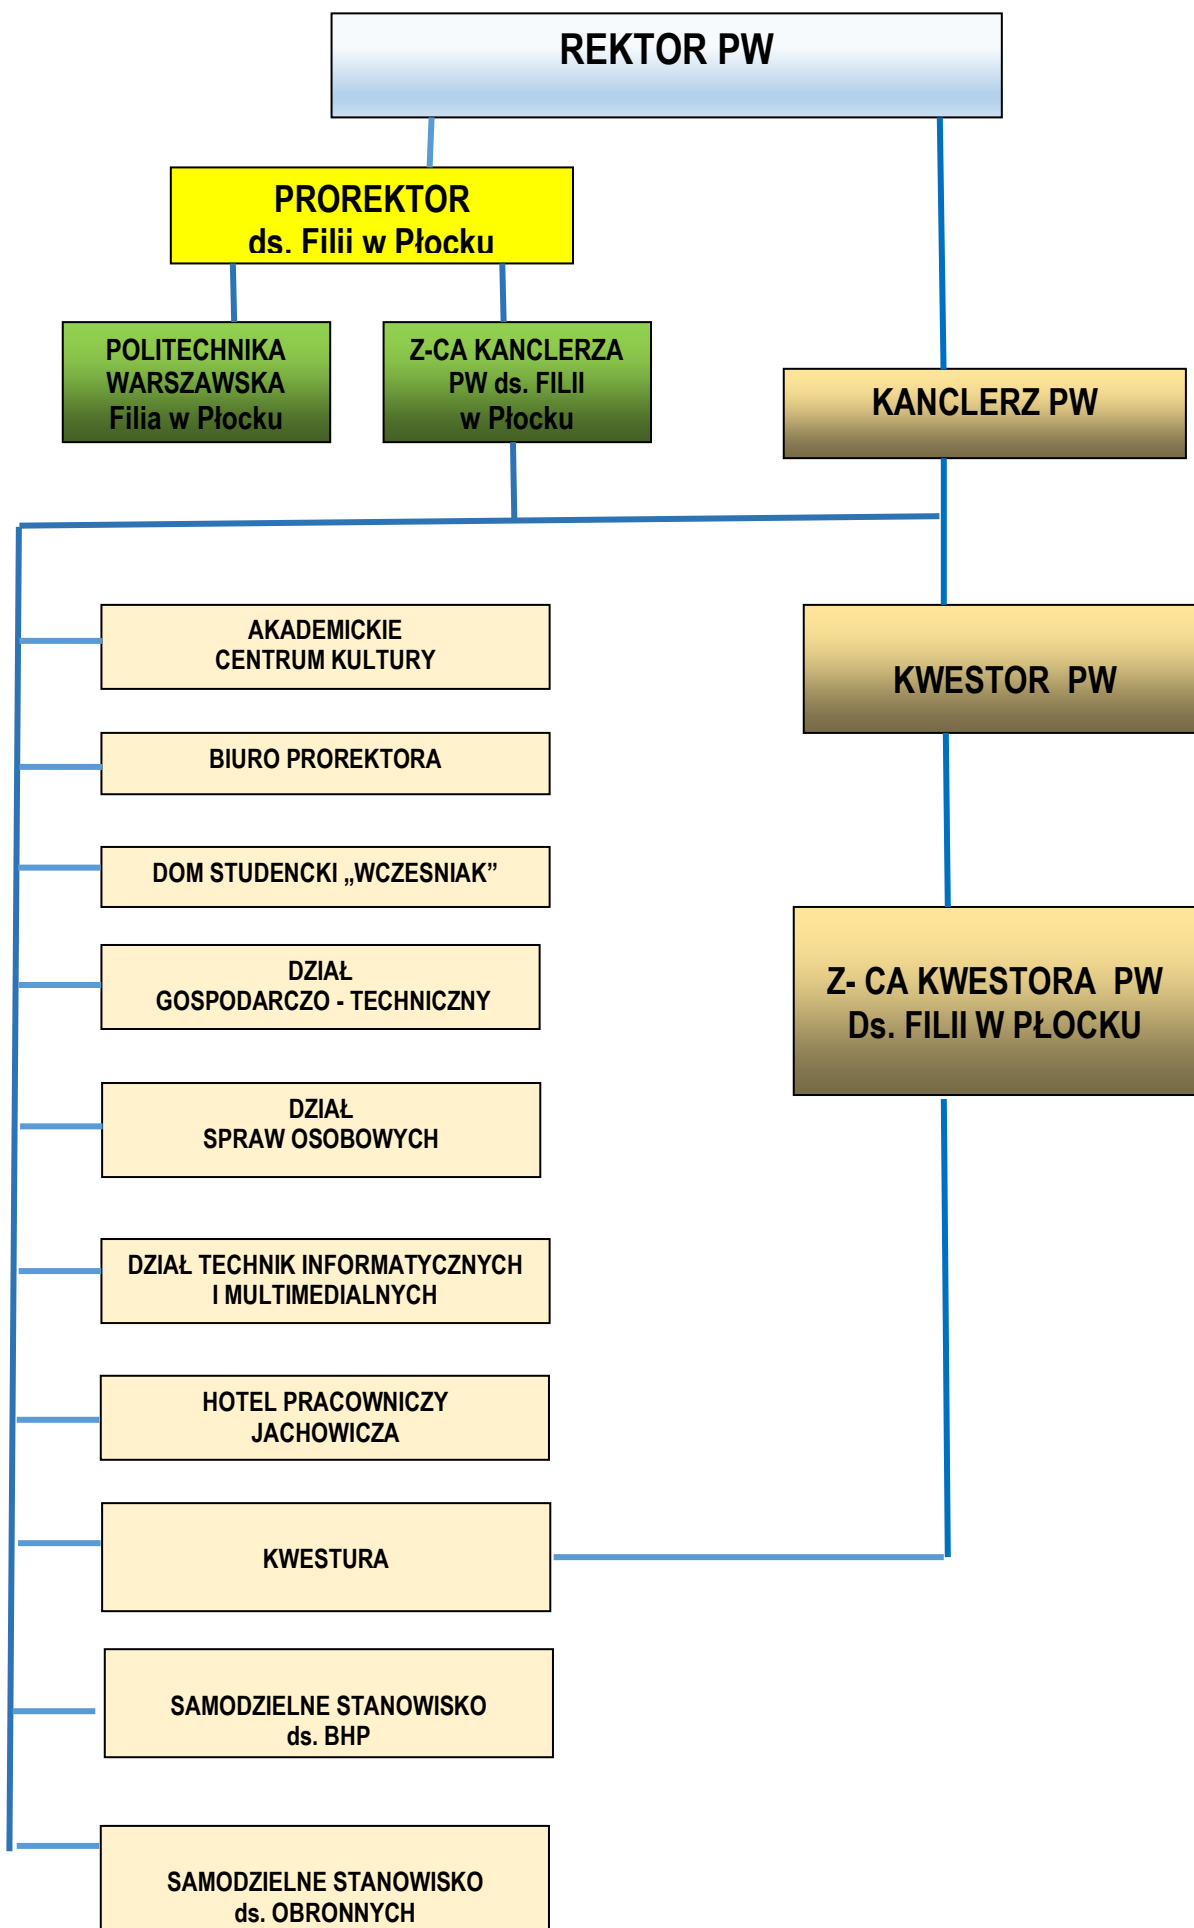 REKTOR PW
PROREKTOR
ds. Filii w Płocku
POLITECHNIKA
WARSZAWSKA
Filia w Płocku
Z-CA KANCLERZA
PW ds. FILII
w Płocku
KANCLERZ PW
AKADEMICKIE
CENTRUM KULTURY
KWESTOR PW
BIURO PROREKTORA
DOM STUDENCKI „WCZESNIAK”
DZIAŁ
GOSPODARCZO - TECHNICZNY
Z- CA KWESTORA PW
Ds. FILII W PŁOCKU
DZIAŁ
SPRAW OSOBOWYCH
DZIAŁ TECHNIK INFORMATYCZNYCH
I MULTIMEDIALNYCH
HOTEL PRACOWNICZY
JACHOWICZA
KWESTURA
SAMODZIELNE STANOWISKO
ds. BHP
SAMODZIELNE STANOWISKO
ds. OBRONNYCH